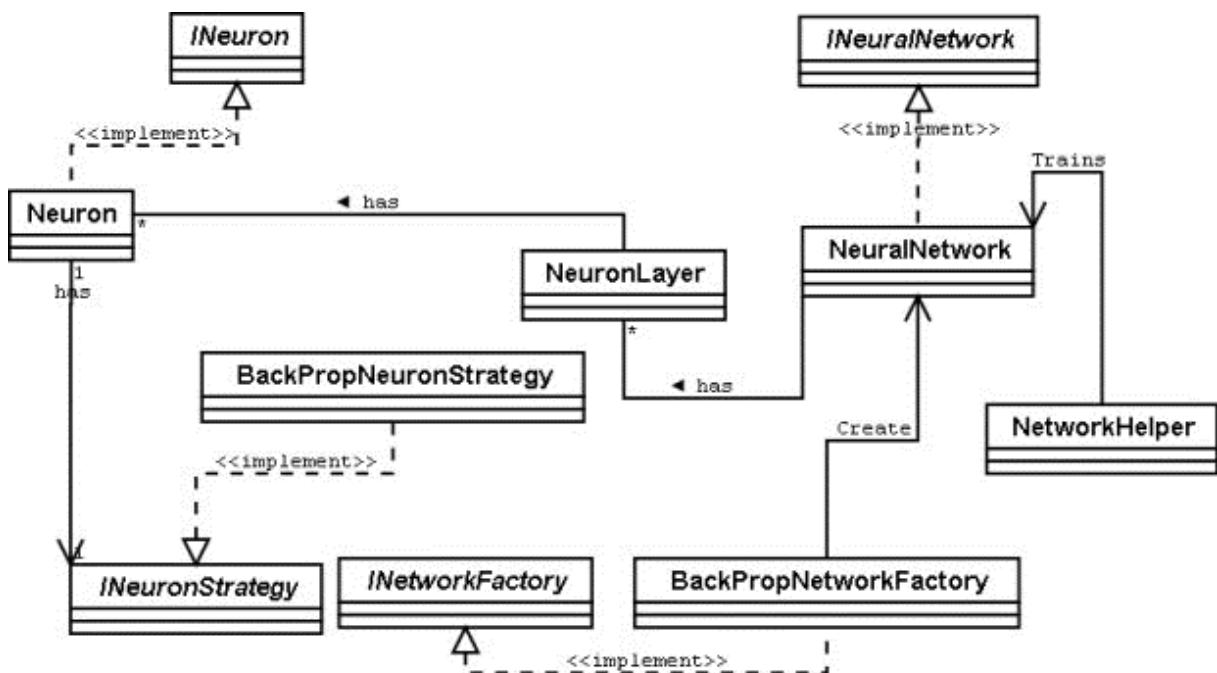 INeuron
INeuralNetwork
<<implement>>
<<implement>>
Trains
Neuron
*
◄ has
NeuralNetwork
NeuronLayer
1
has
*
BackPropNeuronStrategy
◄ has
NetworkHelper
Create
<<implement>>
1
INeuronStrategy
INetworkFactory
BackPropNetworkFactory
<<implement>>